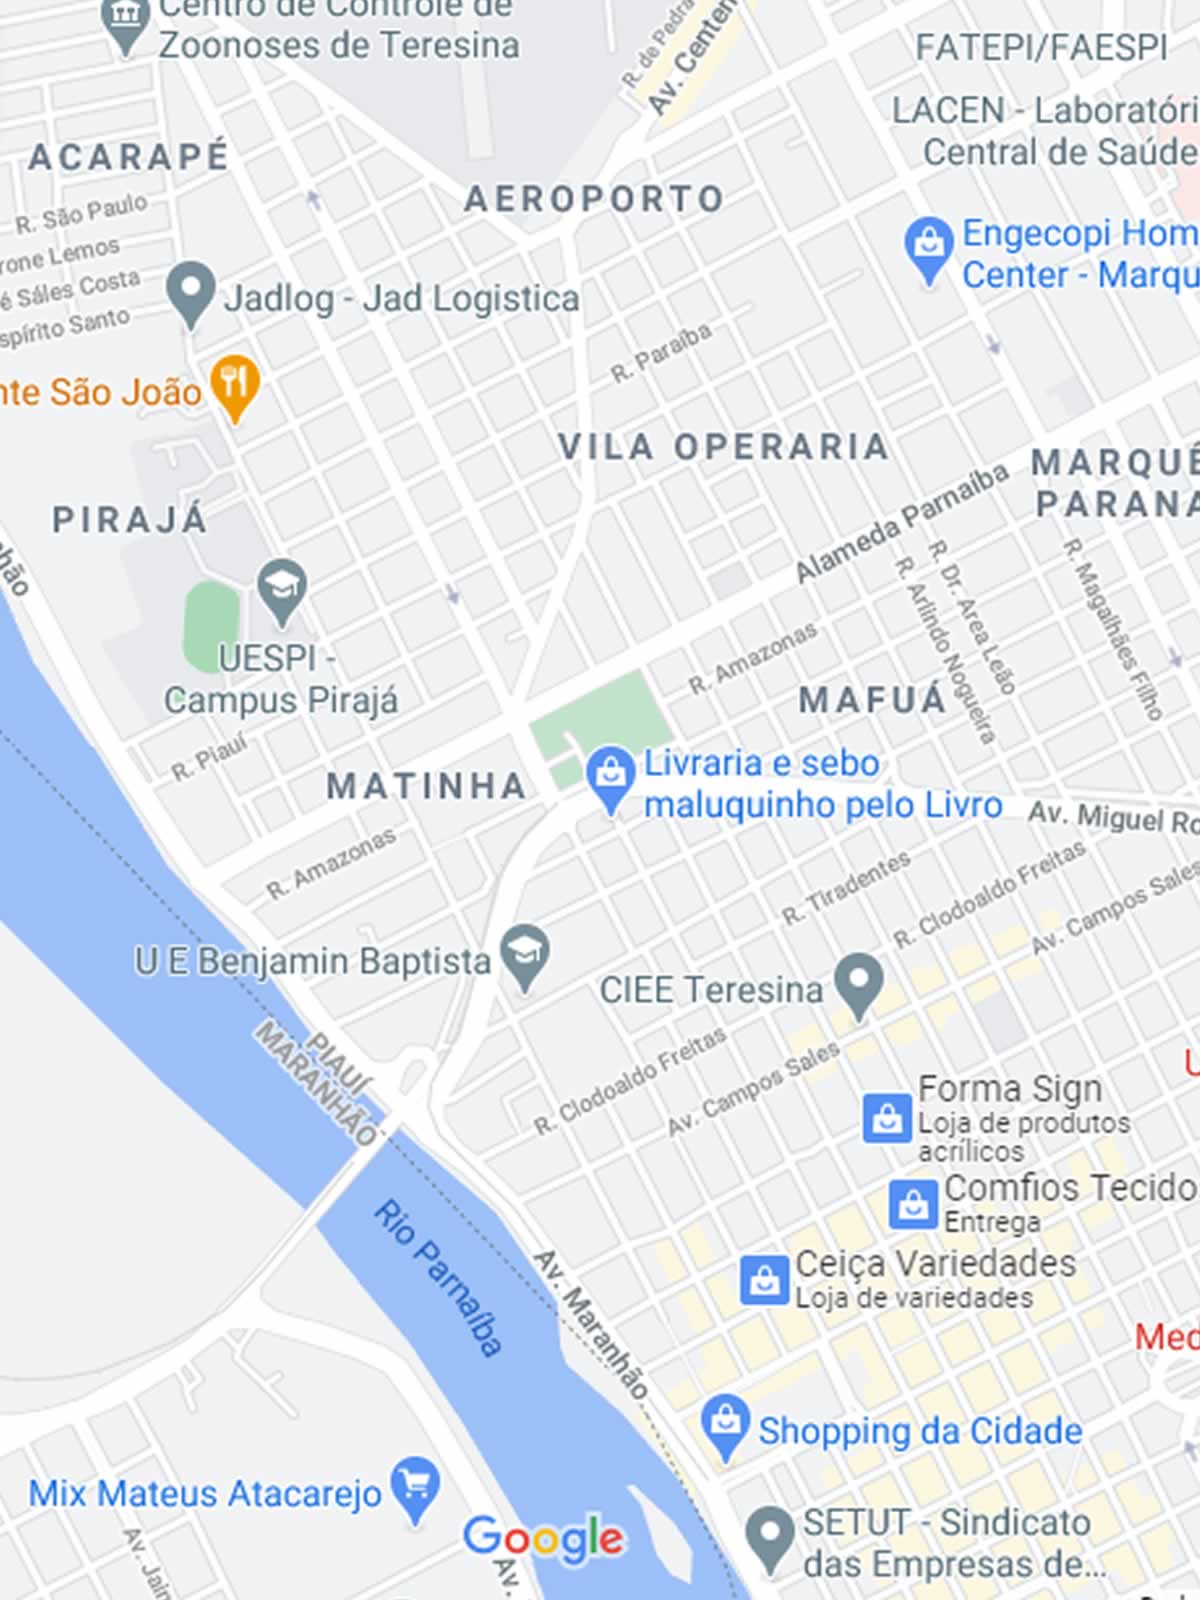 Centro de Controle de
Zoonoses de Teresina
R. de Pedra
Av. Centen
FATEPI/FAESPI
LACEN - Laboratóri
Central de Saúde
ACARAPÉ
AEROPORTO
R. São Paulo
rone Lemos
é Sáles Costa
spírito Santo
Engecopi Hom
Center - Marqu
Jadlog - Jad Logistica
R. Paraíba
nte São João
VILA OPERARIA
MARQUÊ
PARANA
PIRAJÁ
Alameda Parnaíba
nhão
R. Dr. Area Leão
R. Arlindo Nogueira
R. Magalhães Filho
UESPI -
Campus Pirajá
R. Amazonas
MAFUÁ
R. Piauí
MATINHA
Livraria e sebo
maluquinho pelo Livro
Av. Miguel Ro
R. Amazonas
R. Tiradentes
R. Clodoaldo Freitas
Av. Campos Sales
U E Benjamin Baptista
CIEE Teresina
PIAUÍ
MARANHÃO
R. Clodoaldo Freitas
Av. Campos Sales
U
Forma Sign
Loja de produtos
acrílicos
Comfios Tecido
Entrega
Rio Parnaíba
Av. Maranhão
Ceiça Variedades
Loja de variedades
Med
Shopping da Cidade
Mix Mateus Atacarejo
Av. Jaim
Google
Av.
SETUT - Sindicato
das Empresas de...